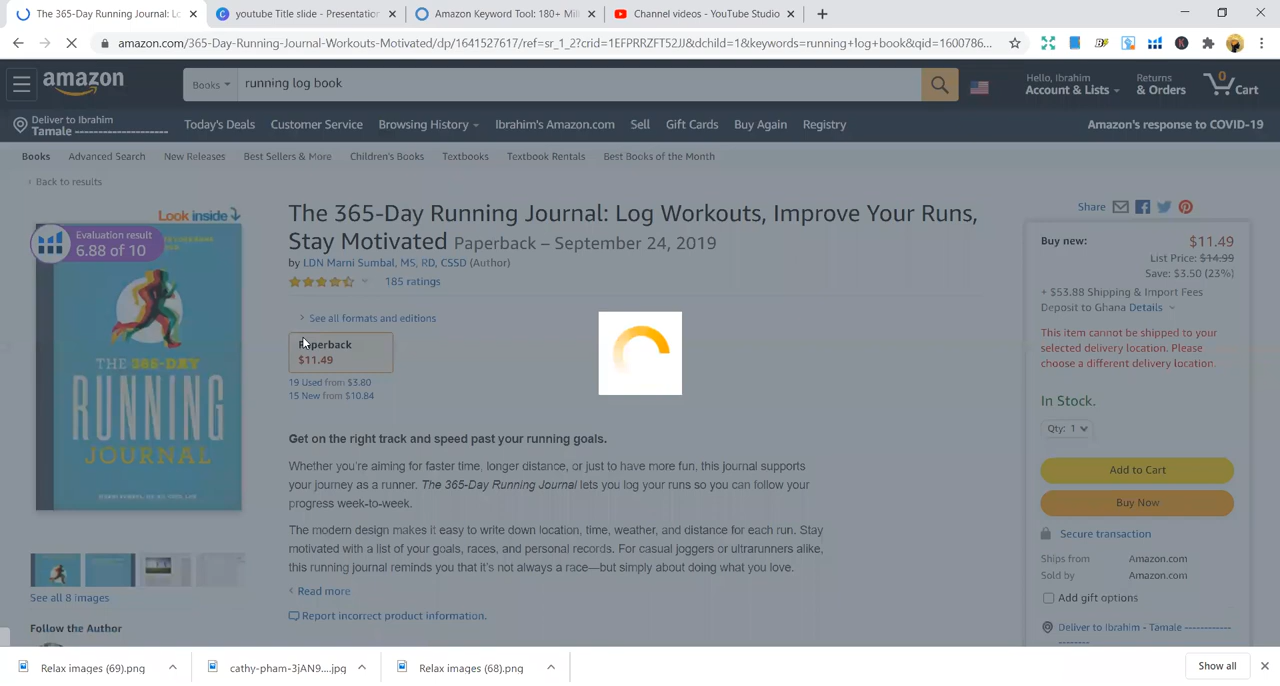 The 365-Day Running Journal: Lo
youtube Title slide - Presentation
Amazon Keyword Tool: 180+ Mil
Channel videos - YouTube Studio
amazon.com/365-Day-Running-Journal-Workouts-Motivated/dp/1641527617/ref=sr_1_2?crid=1EFPRRZFT52JJ&dchild=1&keywords=running+log+book&qid=1600786...
amazon
Books
running log book
Hello, Ibrahim
Account & Lists
Returns
& Orders
0
Cart
Deliver to Ibrahim
Tamale ------------------
Today's Deals
Customer Service
Browsing History
Ibrahim's Amazon.com
Sell
Gift Cards
Buy Again
Registry
Amazon's response to COVID-19
Books
Advanced Search
New Releases
Best Sellers & More
Children's Books
Textbooks
Textbook Rentals
Best Books of the Month
‹ Back to results
Look inside
Evaluation result
6.88 of 10
THE 365-DAY
RUNNING
JOURNAL
See all 8 images
Follow the Author
The 365-Day Running Journal: Log Workouts, Improve Your Runs,
Stay Motivated Paperback – September 24, 2019
by LDN Marni Sumbal, MS, RD, CSSD (Author)
185 ratings
› See all formats and editions
Paperback
$11.49
19 Used from $3.80
15 New from $10.84
Get on the right track and speed past your running goals.
Whether you're aiming for faster time, longer distance, or just to have more fun, this journal supports
your journey as a runner. The 365-Day Running Journal lets you log your runs so you can follow your
progress week-to-week.
The modern design makes it easy to write down location, time, weather, and distance for each run. Stay
motivated with a list of your goals, races, and personal records. For casual joggers or ultrarunners alike,
this running journal reminds you that it's not always a race—but simply about doing what you love.
‹ Read more
Report incorrect product information.
Share
Buy new:
$11.49
List Price: $14.99
Save: $3.50 (23%)
+ $53.88 Shipping & Import Fees
Deposit to Ghana Details
This item cannot be shipped to your
selected delivery location. Please
choose a different delivery location.
In Stock.
Qty: 1
Add to Cart
Buy Now
Secure transaction
Ships from Amazon.com
Sold by Amazon.com
Add gift options
Deliver to Ibrahim - Tamale ------------
--------
Relax images (69).png
cathy-pham-3jAN9....jpg
Relax images (68).png
Show all